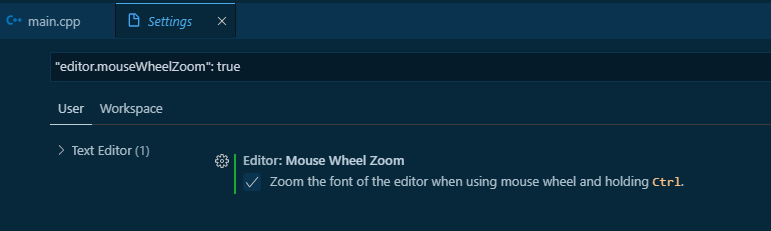 main.cpp Settings
"editor.mouseWheelZoom": true
User Workspace
Text Editor (1)
Editor: Mouse Wheel Zoom
Zoom the font of the editor when using mouse wheel and holding Ctrl.